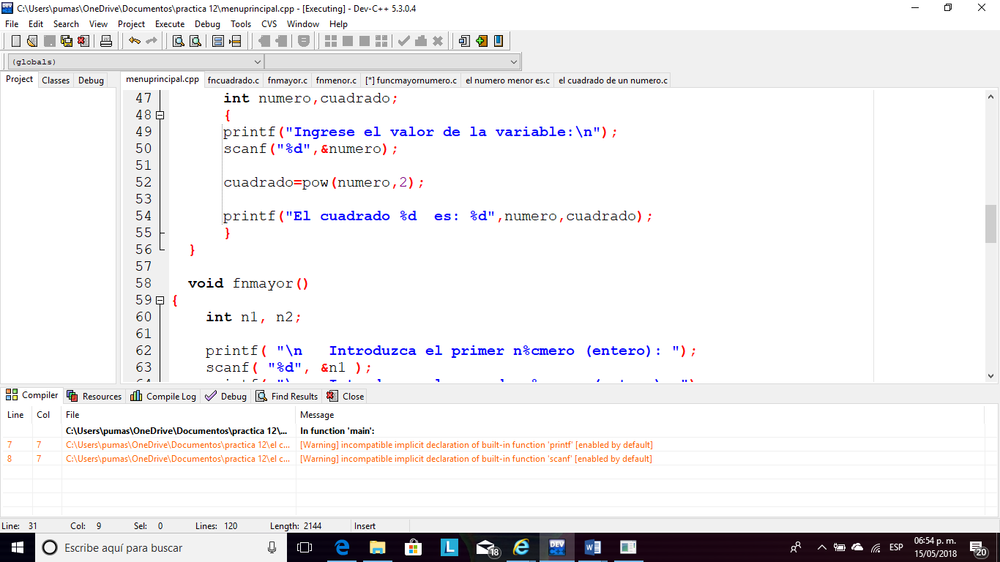 C:\Users\pumas\OneDrive\Documentos\practica 12\menuprincipal.cpp - [Executing] - Dev-C++ 5.3.0.4
File Edit Search View Project Execute Debug Tools CVS Window Help
(globals)
Project Classes Debug
menuprincipal.cpp fncuadrado.c fnmayor.c fnmenor.c [*] funcmayornumero.c el numero menor es.c el cuadrado de un numero.c
47 int numero,cuadrado;
48 {
49 printf("Ingrese el valor de la variable:\n");
50 scanf("%d",&numero);
51
52 cuadrado=pow(numero,2);
53
54 printf("El cuadrado %d  es: %d",numero,cuadrado);
55 }
56 }
57
58 void fnmayor()
59 {
60 int n1, n2;
61
62 printf( "\n   Introduzca el primer n%cmero (entero): ");
63 scanf( "%d", &n1 );
Compiler Resources Compile Log Debug Find Results Close
Line Col File Message
C:\Users\pumas\OneDrive\Documentos\practica 12\... In function 'main':
7 7 C:\Users\pumas\OneDrive\Documentos\practica 12\el c... [Warning] incompatible implicit declaration of built-in function 'printf' [enabled by default]
8 7 C:\Users\pumas\OneDrive\Documentos\practica 12\el c... [Warning] incompatible implicit declaration of built-in function 'scanf' [enabled by default]
Line: 31 Col: 9 Sel: 0 Lines: 120 Length: 2144 Insert
Escribe aquí para buscar
L
18
DEV
ESP
06:54 p. m.
15/05/2018
20